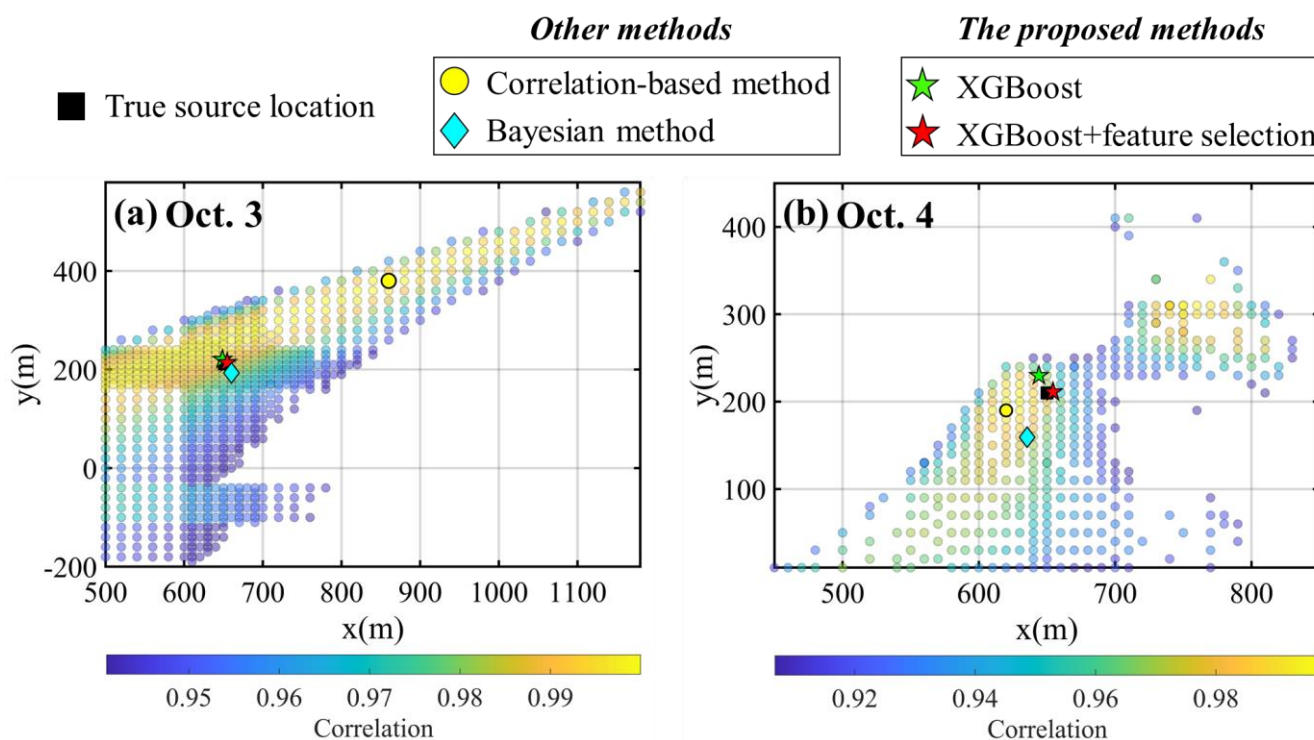 Other methods
The proposed methods
True source location
Correlation-based method
Bayesian method
XGBoost
XGBoost+feature selection
(a) Oct. 3
400
200
0
-200
y(m)
500 600 700 800 900 1000 1100
x(m)
0.95 0.96 0.97 0.98 0.99
Correlation
(b) Oct. 4
400
300
200
100
y(m)
500 600 700 800
x(m)
0.92 0.94 0.96 0.98
Correlation